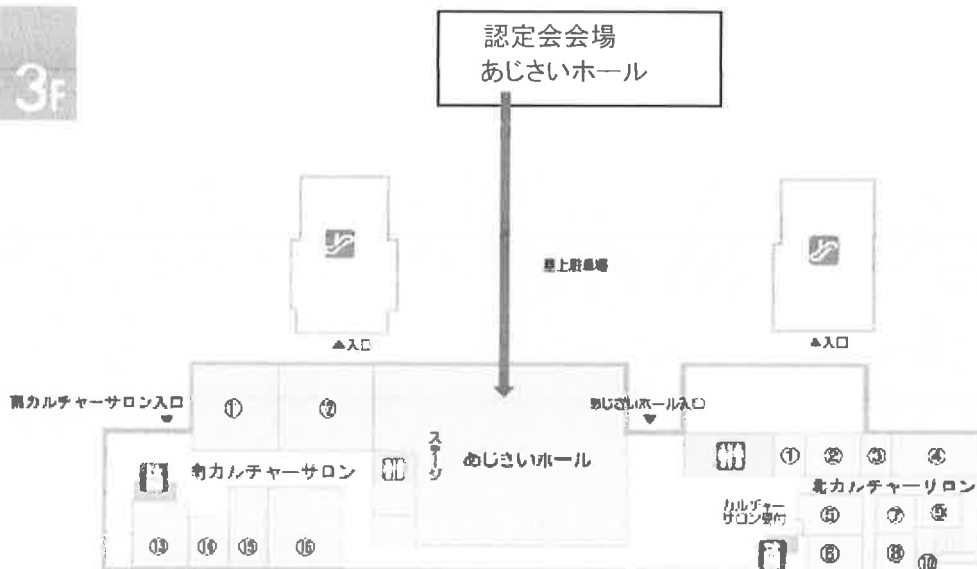 3F
認定会会場
あじさいホール
屋上駐車場
▲入口
▲入口
南カルチャーサロン入口
あじさいホール入口
① ②
ステージ
あじさいホール
南カルチャーサロン
① ② ③ ④
北カルチャーサロン
カルチャー
サロン受付
⑤ ⑦ ⑨
⑬ ⑭ ⑮ ⑯
⑥ ⑧ ⑩